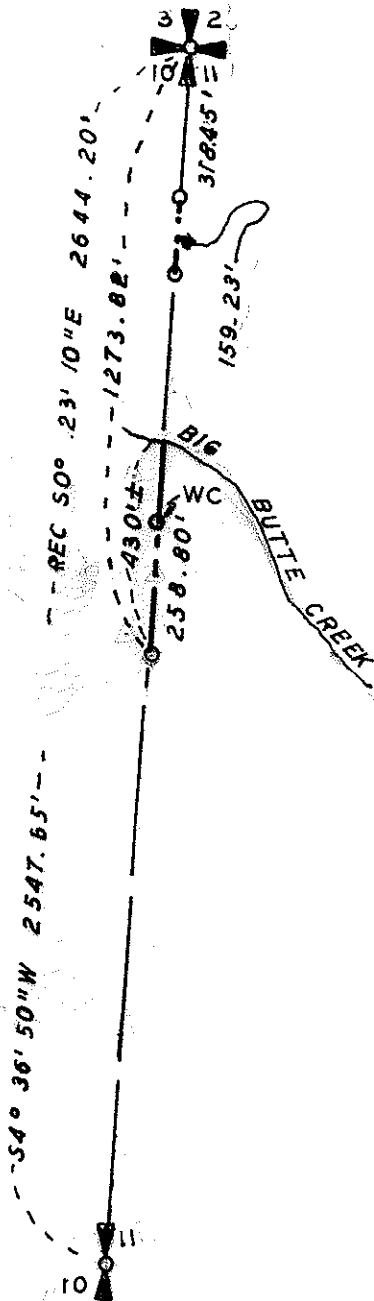 3 2
10 11
318.45'
159.23'
REC S0° 23' 10"E 2644.20'
1273.82'
BIG BUTTE CREEK
WC
430'±
258.80'
S4° 36' 50"W 2547.65'
10 11